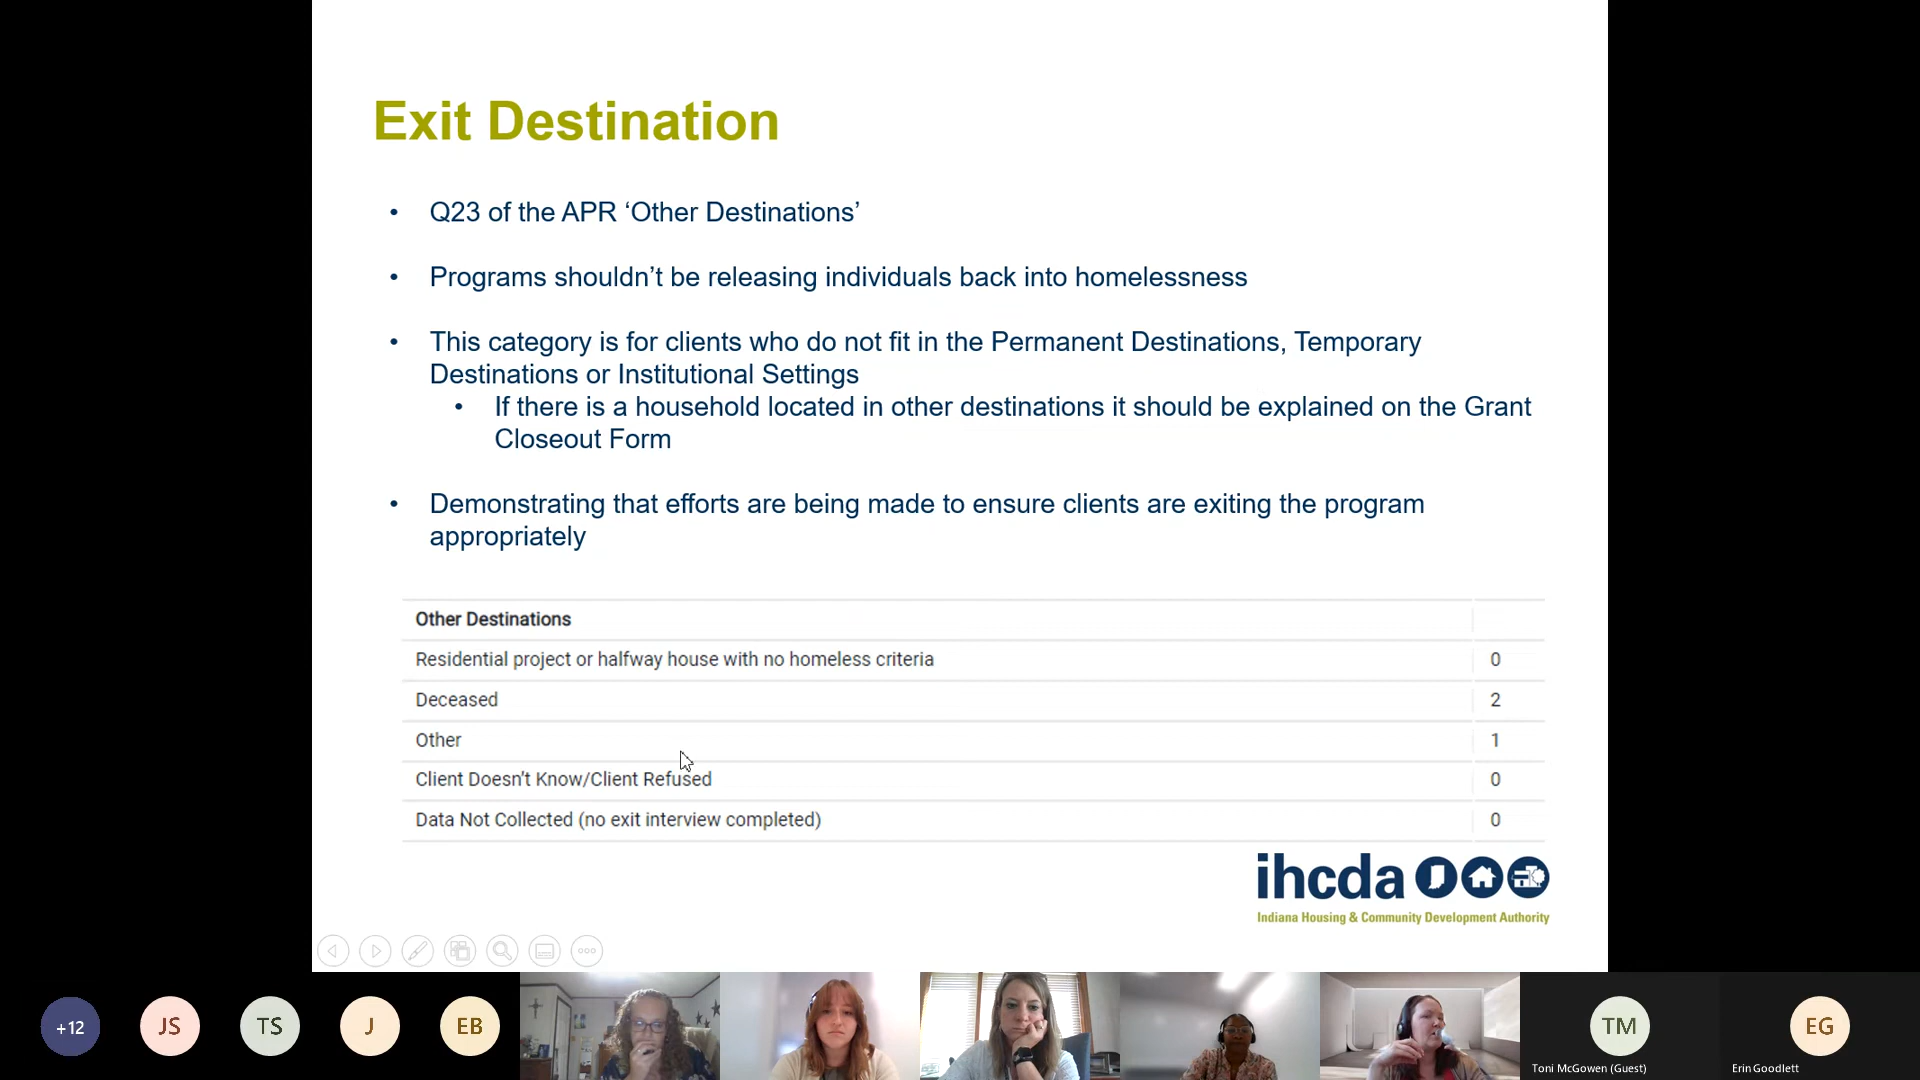 Exit Destination
• Q23 of the APR ‘Other Destinations’
• Programs shouldn’t be releasing individuals back into homelessness
• This category is for clients who do not fit in the Permanent Destinations, Temporary
Destinations or Institutional Settings
• If there is a household located in other destinations it should be explained on the Grant
Closeout Form
• Demonstrating that efforts are being made to ensure clients are exiting the program
appropriately
Other Destinations
Residential project or halfway house with no homeless criteria 0
Deceased 2
Other 1
Client Doesn’t Know/Client Refused 0
Data Not Collected (no exit interview completed) 0
ihcda
Indiana Housing & Community Development Authority
+12 JS TS J EB TM EG
Toni McGowen (Guest) Erin Goodlett